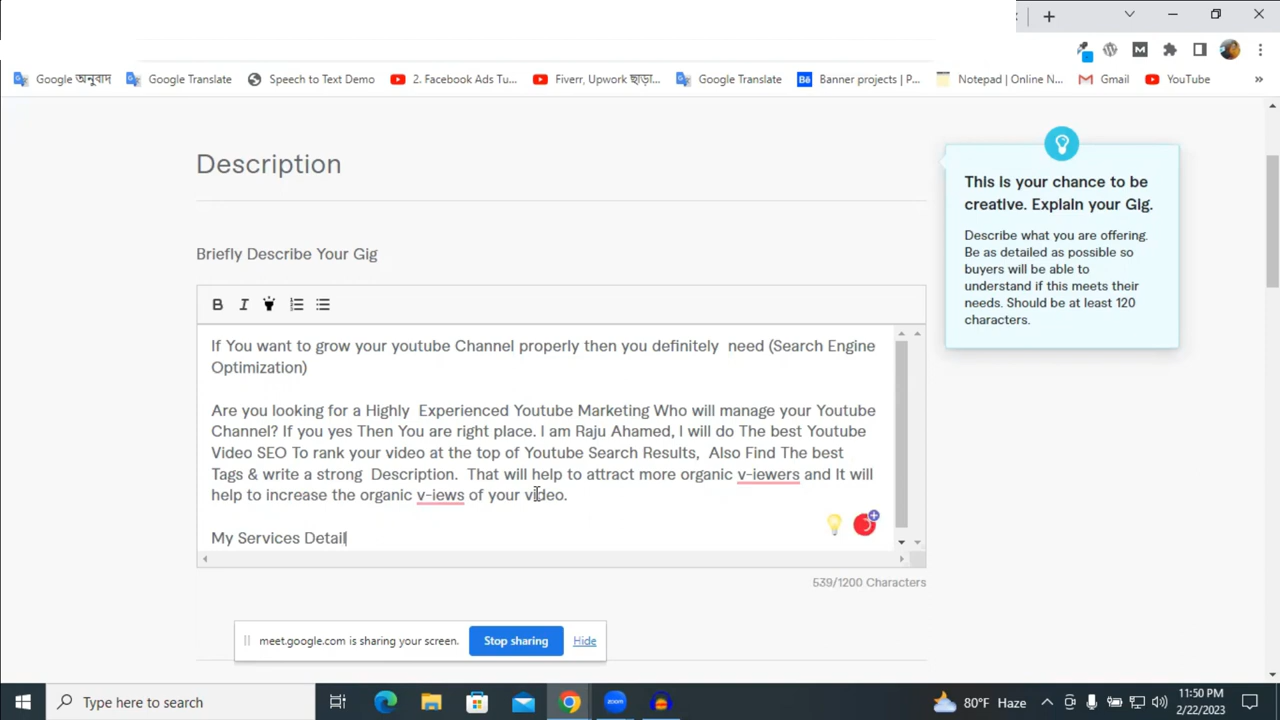 Google অনুবাদ
Google Translate
Speech to Text Demo
2. Facebook Ads Tu...
Fiverr, Upwork ছাড়া...
Google Translate
Bē Banner projects | P...
Notepad | Online N...
Gmail
YouTube
»
Description
This is your chance to be
creative. Explain your Gig.
Describe what you are offering.
Be as detailed as possible so
buyers will be able to
understand if this meets their
needs. Should be at least 120
characters.
Briefly Describe Your Gig
B I
If You want to grow your youtube Channel properly then you definitely  need (Search Engine
Optimization)
Are you looking for a Highly  Experienced Youtube Marketing Who will manage your Youtube
Channel? If you yes Then You are right place. I am Raju Ahamed, I will do The best Youtube
Video SEO To rank your video at the top of Youtube Search Results,  Also Find The best
Tags & write a strong  Description.  That will help to attract more organic v-iewers and It will
help to increase the organic v-iews of your video.
My Services Detail
539/1200 Characters
meet.google.com is sharing your screen.
Stop sharing
Hide
Type here to search
zoom
80°F Haze
11:50 PM
2/22/2023